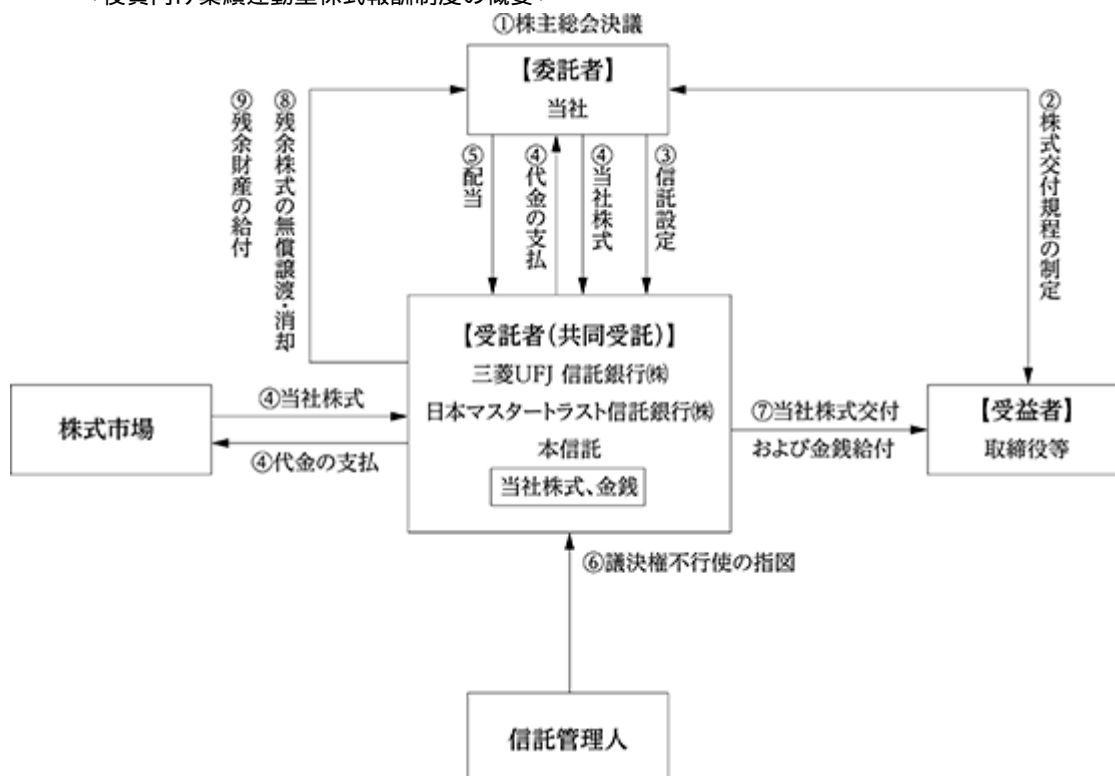 <役員向け業績連動型株式報酬制度の概要>
①株主総会決議
【委託者】
当社
⑨残余財産の給付
⑧残余株式の無償譲渡・消却
⑤配当
④代金の支払
④当社株式
③信託設定
②株式交付規程の制定
【受託者(共同受託)】
三菱UFJ 信託銀行㈱
日本マスタートラスト信託銀行㈱
本信託
当社株式、金銭
株式市場
④当社株式
④代金の支払
⑦当社株式交付
および金銭給付
【受益者】
取締役等
⑥議決権不行使の指図
信託管理人